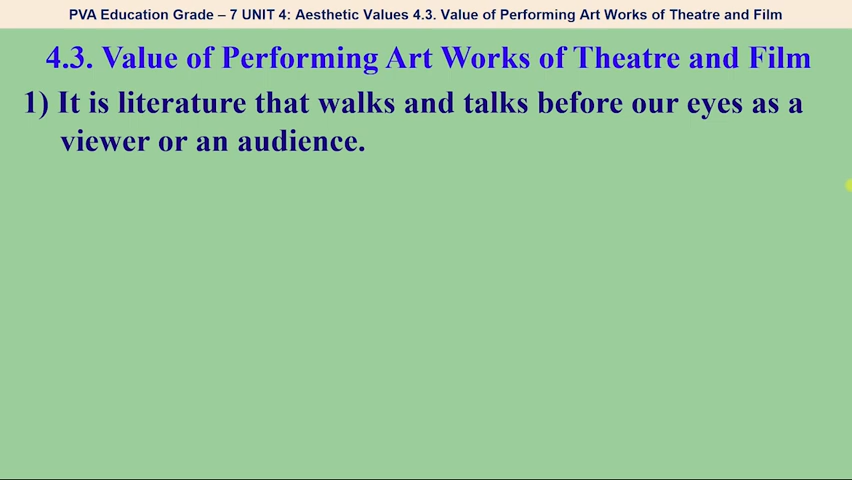 PVA Education Grade – 7 UNIT 4: Aesthetic Values 4.3. Value of Performing Art Works of Theatre and Film
4.3. Value of Performing Art Works of Theatre and Film
1) It is literature that walks and talks before our eyes as a
viewer or an audience.